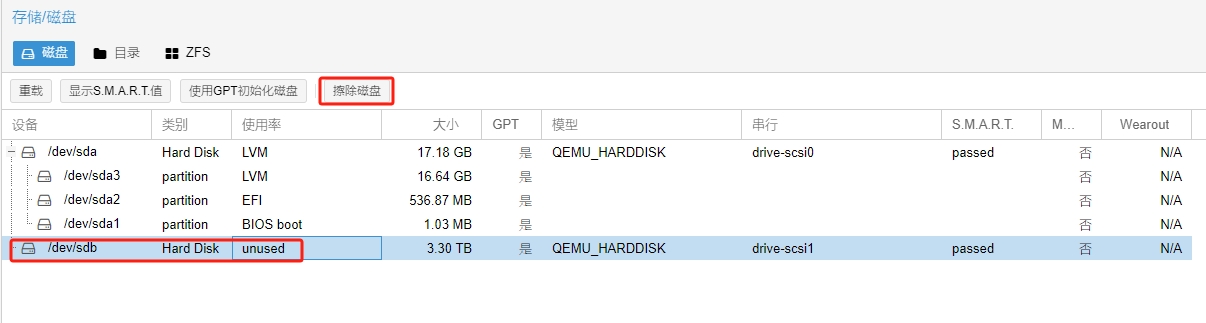 存储/磁盘
磁盘 目录 ZFS
重载 显示S.M.A.R.T.值 使用GPT初始化磁盘 擦除磁盘
设备 类别 使用率 大小 GPT 模型 串行 S.M.A.R.T. M... Wearout
/dev/sda Hard Disk LVM 17.18 GB 是 QEMU_HARDDISK drive-scsi0 passed 否 N/A
/dev/sda3 partition LVM 16.64 GB 是 否 N/A
/dev/sda2 partition EFI 536.87 MB 是 否 N/A
/dev/sda1 partition BIOS boot 1.03 MB 是 否 N/A
/dev/sdb Hard Disk unused 3.30 TB 是 QEMU_HARDDISK drive-scsi1 passed 否 N/A